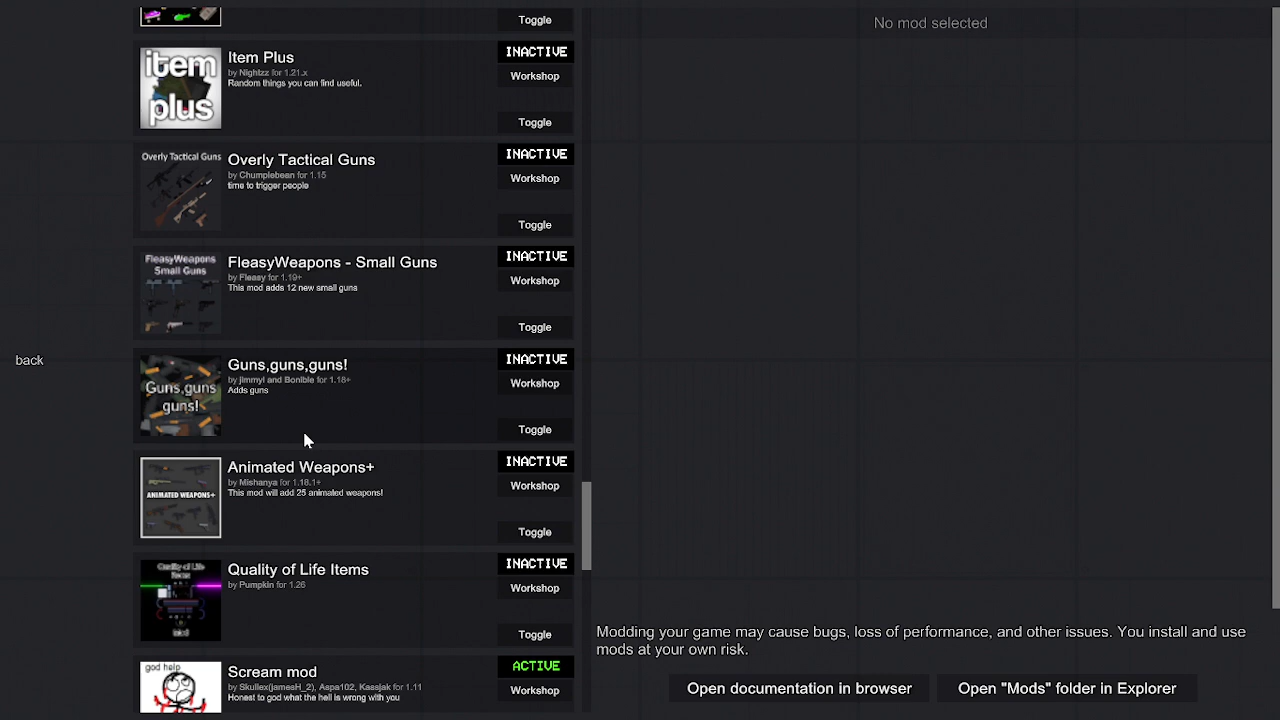 No mod selected
Toggle
item
plus
Item Plus
by Nightzz for 1.21.x
Random things you can find useful.
INACTIVE
Workshop
Toggle
Overly Tactical Guns
Overly Tactical Guns
by Chumplebean for 1.15
time to trigger people
INACTIVE
Workshop
Toggle
FleasyWeapons
Small Guns
FleasyWeapons - Small Guns
by Fleasy for 1.19+
This mod adds 12 new small guns
INACTIVE
Workshop
Toggle
back
Guns,guns
guns!
Guns,guns,guns!
by jimmyl and Bonible for 1.18+
Adds guns
INACTIVE
Workshop
Toggle
ANIMATED WEAPONS+
Animated Weapons+
by Mishanya for 1.18.1+
This mod will add 25 animated weapons!
INACTIVE
Workshop
Toggle
Quality of Life
Quality of Life Items
by Pumpkin for 1.26
INACTIVE
Workshop
Toggle
god help
Scream mod
by Skullex(jamesH_2), Aspa102, Kassjak for 1.11
Honest to god what the hell is wrong with you
ACTIVE
Workshop
Modding your game may cause bugs, loss of performance, and other issues. You install and use
mods at your own risk.
Open documentation in browser
Open "Mods" folder in Explorer